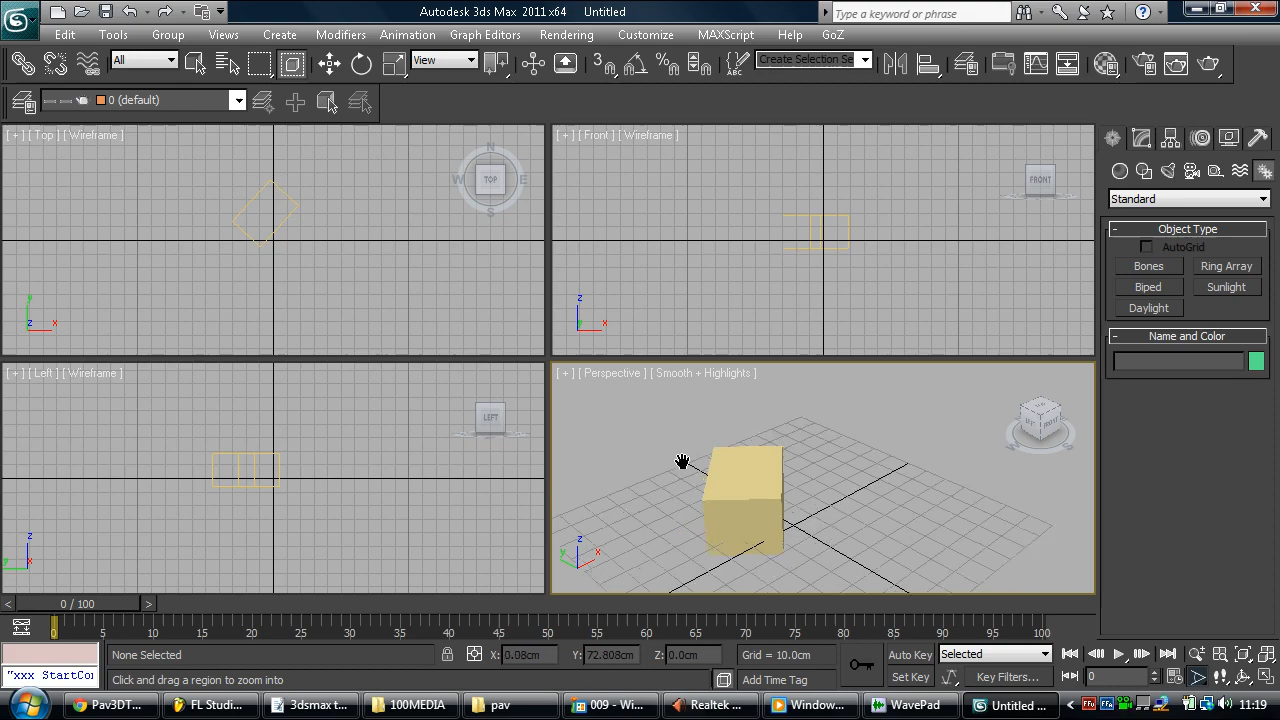 Autodesk 3ds Max 2011 x64 Untitled
Type a keyword or phrase
Edit Tools Group Views Create Modifiers Animation Graph Editors Rendering Customize MAXScript Help GoZ
All View Create Selection Se
0 (default)
[ + ] [ Top ] [ Wireframe ]
N
W TOP E
S
y
z x
[ + ] [ Front ] [ Wireframe ]
FRONT
z
x
Standard
- Object Type
AutoGrid
Bones Ring Array
Biped Sunlight
Daylight
- Name and Color
[ + ] [ Left ] [ Wireframe ]
LEFT
z
y x
[ + ] [ Perspective ] [ Smooth + Highlights ]
FRONT
z
y x
< 0 / 100 >
0 5 10 15 20 25 30 35 40 45 50 55 60 65 70 75 80 85 90 95 100
None Selected X: 0.08cm Y: 72.808cm Z: 0.0cm Grid = 10.0cm Auto Key Selected
"xxx StartCor Click and drag a region to zoom into Add Time Tag Set Key Key Filters... 0
Pav3DT... FL Studi... 3dsmax t... 100MEDIA pav 009 - Wi... Realtek ... Window... WavePad Untitled ... 11:19